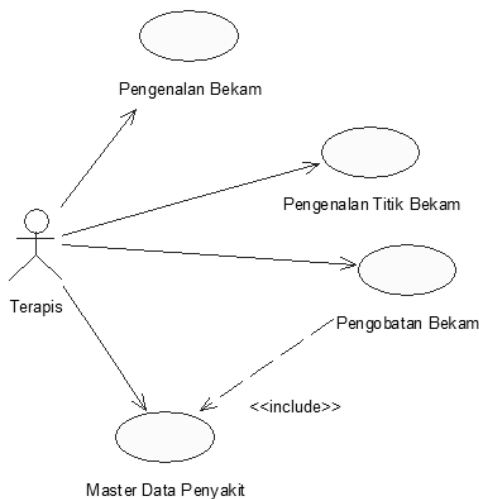 Pengenalan Bekam
Pengenalan Titik Bekam
Terapis
Pengobatan Bekam
<<include>>
Master Data Penyakit